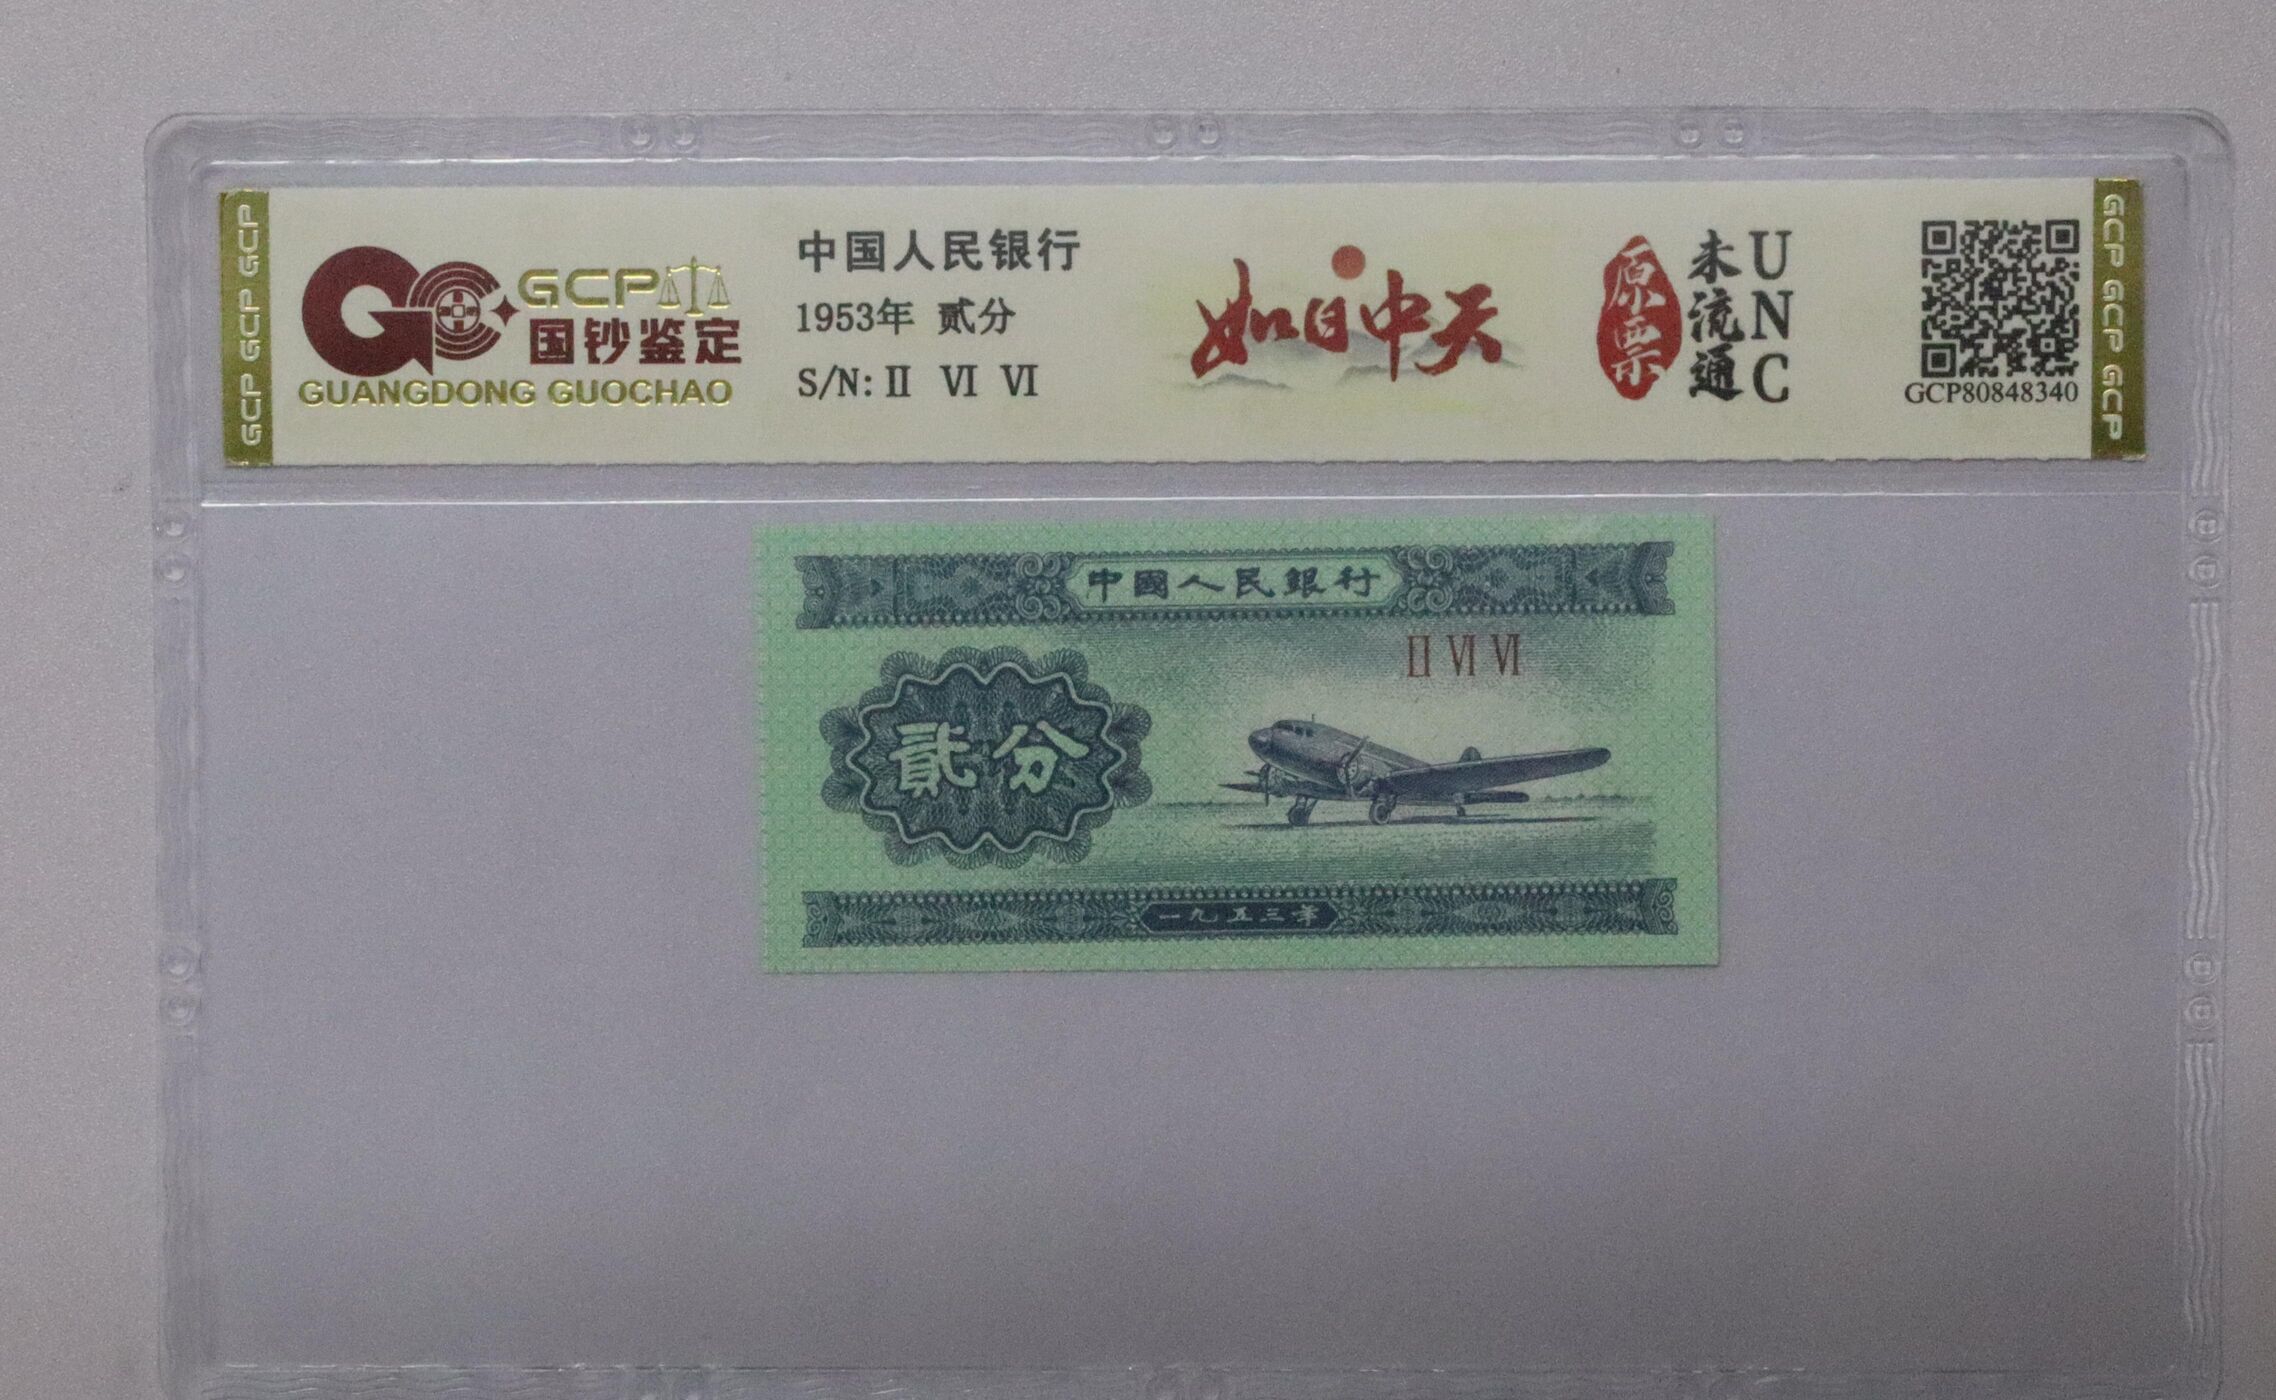 GCP GCP GCP
GCP
国钞鉴定
GUANGDONG GUOCHAO
中国人民银行
1953年 贰分
S/N: II VI VI
如日中天
原票
未流通
UNC
GCP80848340
GCP GCP GCP
中國人民銀行
II VI VI
貳分
一九五三年